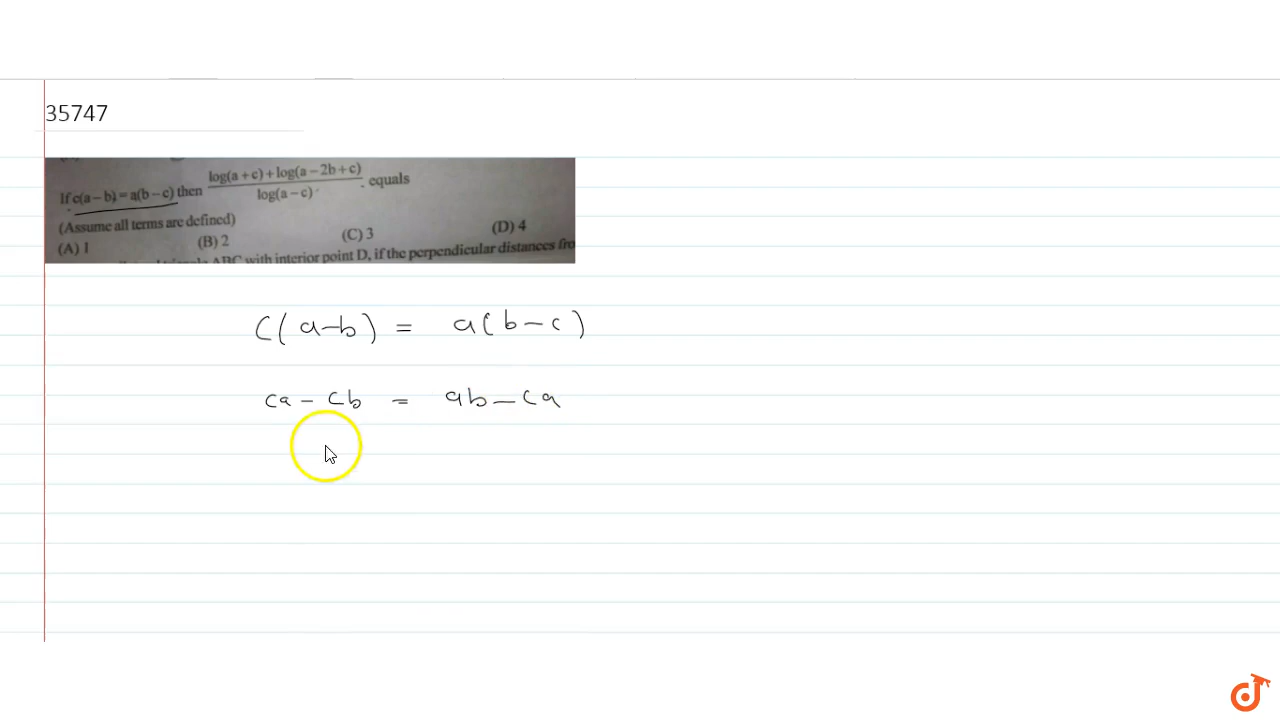 35747
If c(a – b) = a(b – c) then log(a + c) + log(a – 2b + c) / log(a – c) . equals
(Assume all terms are defined)
(A) 1 (B) 2 (C) 3 (D) 4
ABC with interior point D, if the perpendicular distances fro
c(a-b) = a(b-c)
ca - cb = ab - ca